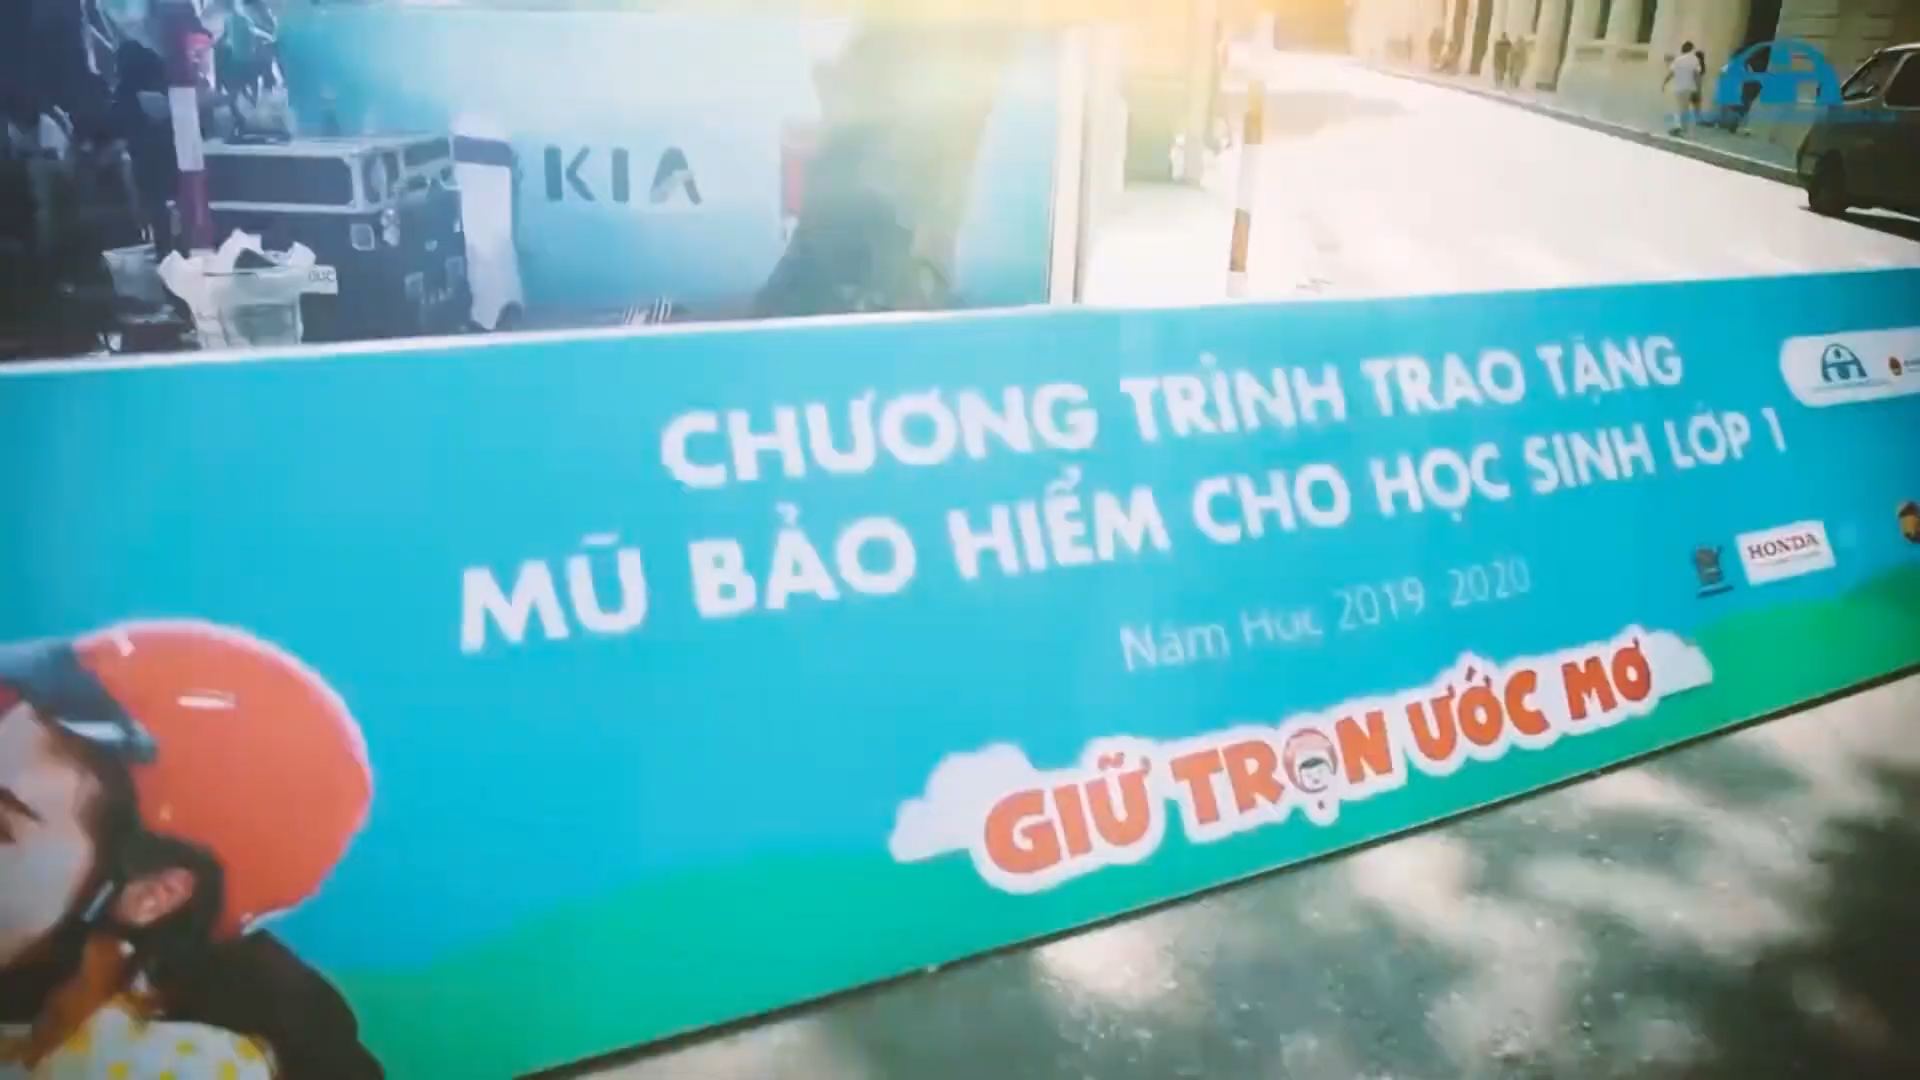 KIA
CHƯƠNG TRÌNH TRAO TẶNG
MŨ BẢO HIỂM CHO HỌC SINH LỚP 1
Năm Học 2019 2020
HONDA
GIỮ TRỌN ƯỚC MƠ